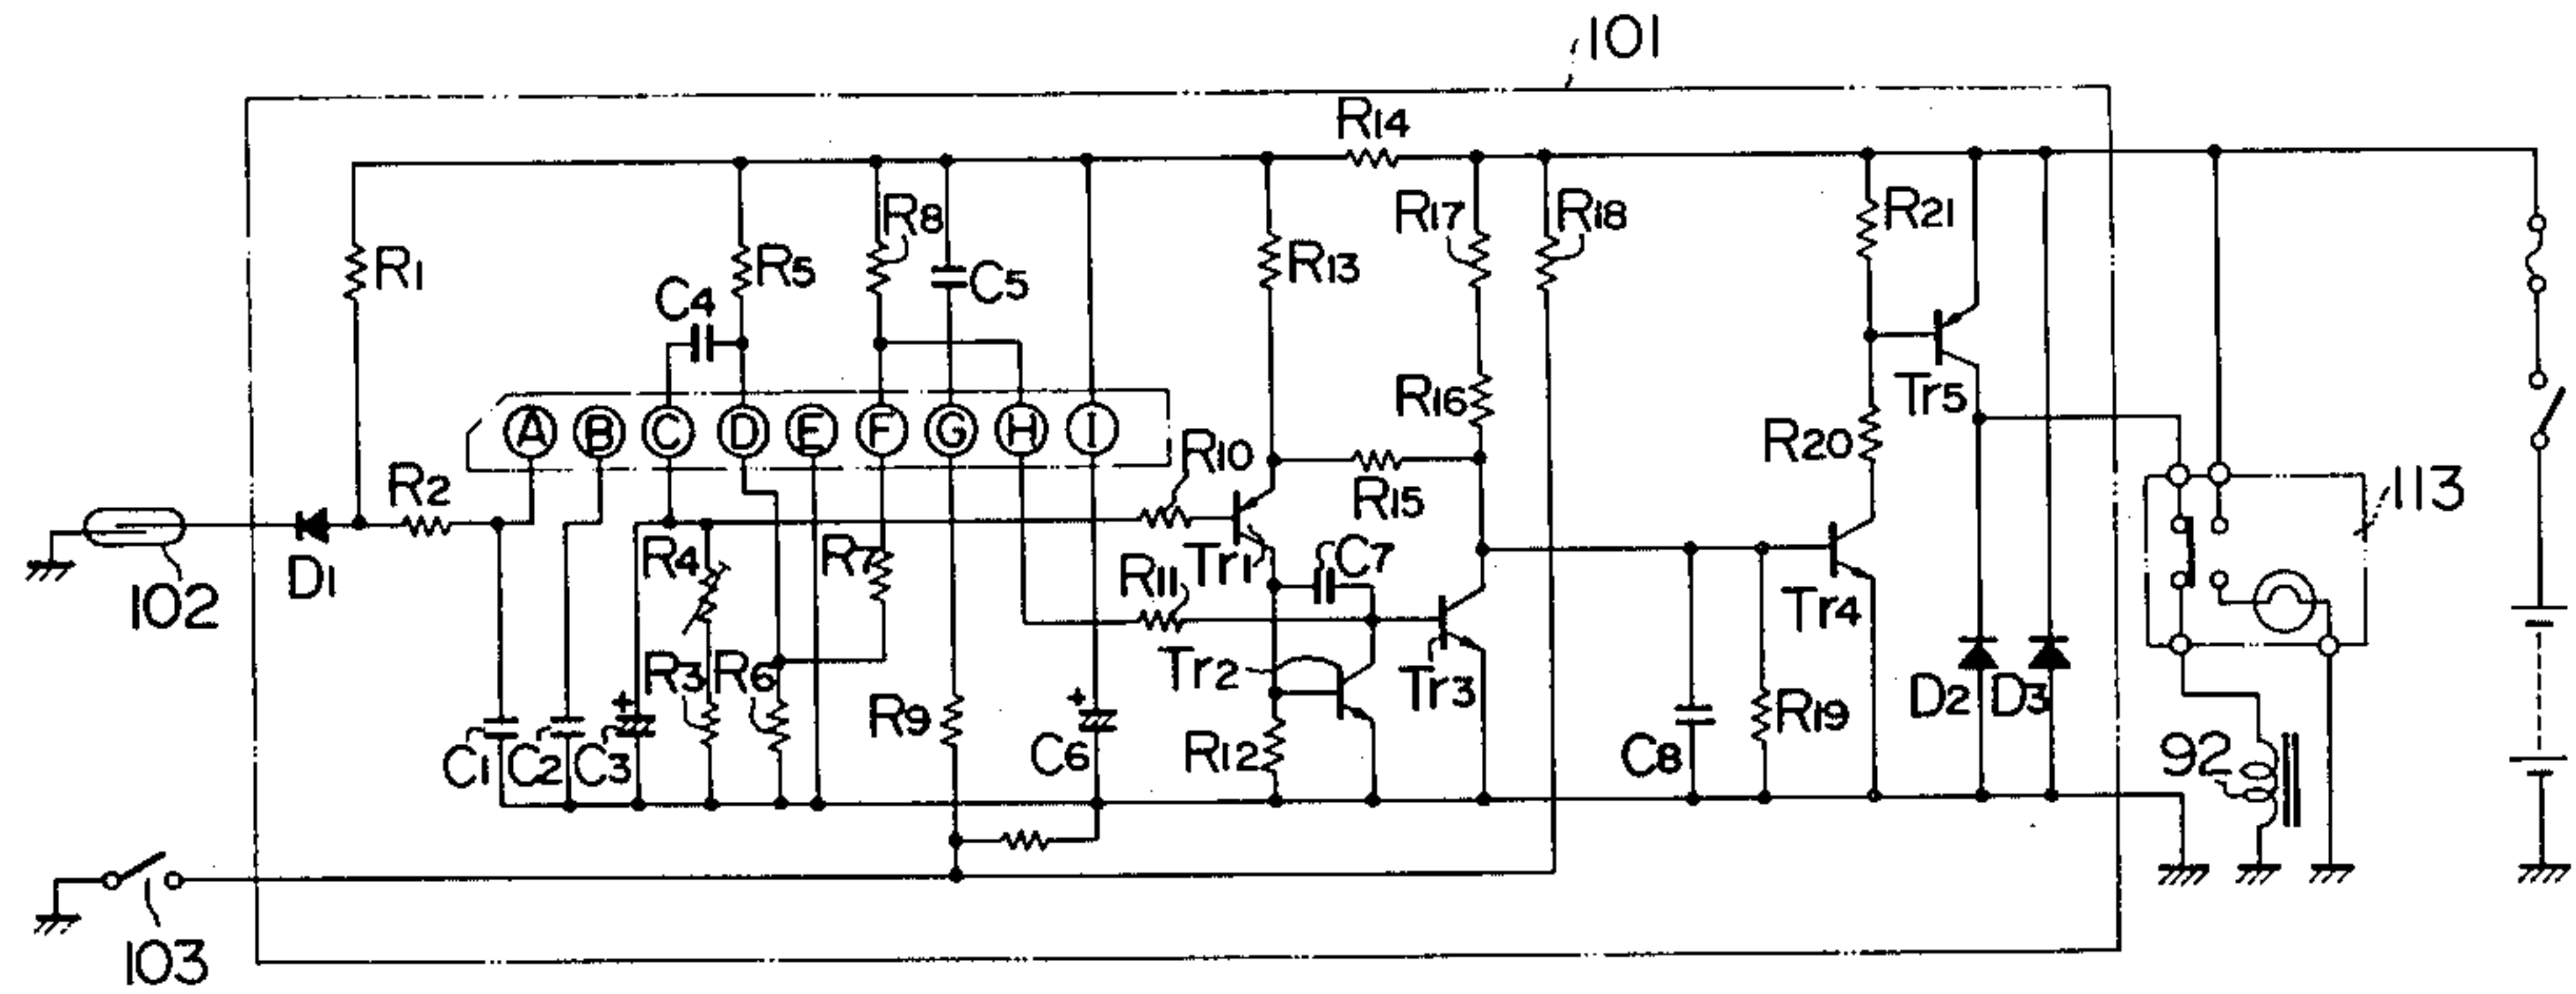 101
R14
R1
C4
R5
R8
C5
R13
R17
R18
R21
A B C D E F G H I
R2
R10
R15
R16
R20
Tr5
113
102
D1
R4
R7
R11
Tr1
C7
Tr4
R3
R6
Tr2
Tr3
D2
D3
+
+
C1
C2
C3
R9
C6
R12
C8
R19
92
103